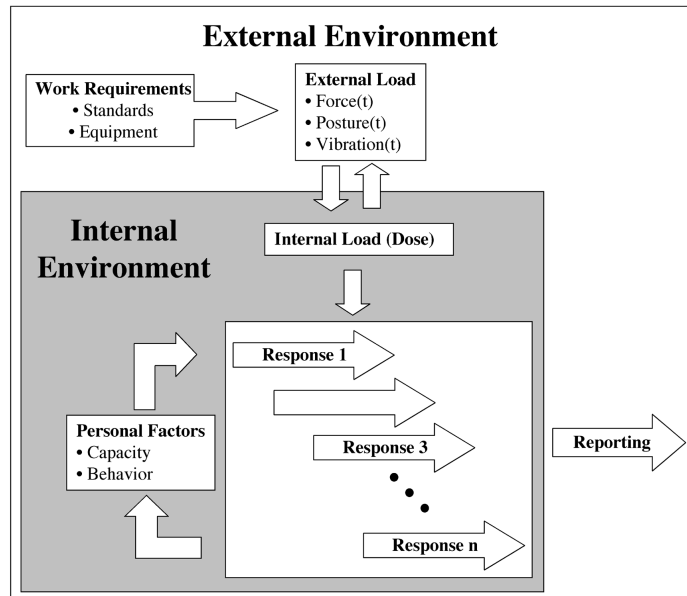 External Environment
Work Requirements
• Standards
• Equipment
External Load
• Force(t)
• Posture(t)
• Vibration(t)
Internal
Environment
Internal Load (Dose)
Response 1
Personal Factors
• Capacity
• Behavior
Response 3
Reporting
Response n